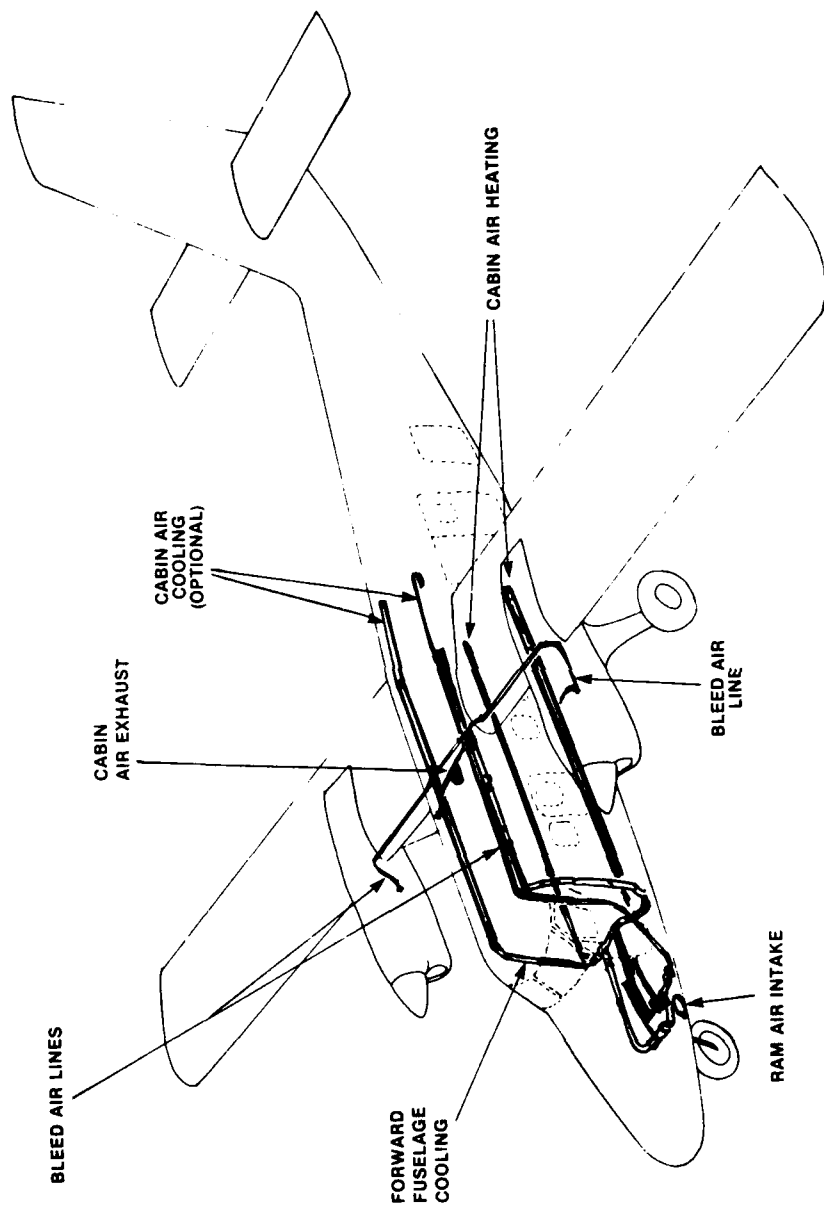 BLEED AIR LINES
CABIN
AIR EXHAUST
CABIN AIR
COOLING
(OPTIONAL)
CABIN AIR HEATING
FORWARD
FUSELAGE
COOLING
RAM AIR INTAKE
BLEED AIR
LINE